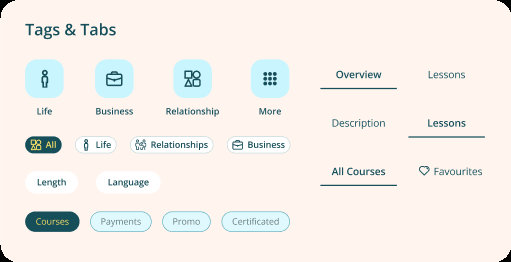 Tags & Tabs
Life
Business
Relationship
More
All
Life
Relationships
Business
Length
Language
Courses
Payments
Promo
Certificated
Overview
Lessons
Description
Lessons
All Courses
Favourites